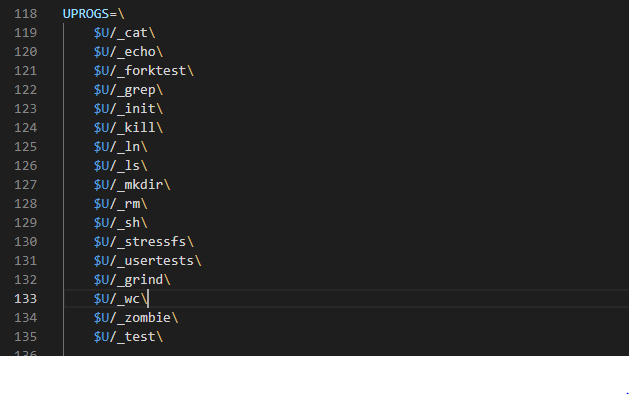 118 UPROGS=\
119 $U/_cat\
120 $U/_echo\
121 $U/_forktest\
122 $U/_grep\
123 $U/_init\
124 $U/_kill\
125 $U/_ln\
126 $U/_ls\
127 $U/_mkdir\
128 $U/_rm\
129 $U/_sh\
130 $U/_stressfs\
131 $U/_usertests\
132 $U/_grind\
133 $U/_wc\
134 $U/_zombie\
135 $U/_test\
136
.